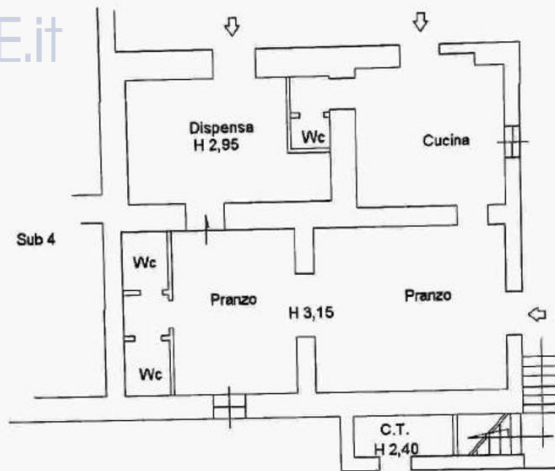 E.it
Dispensa
H 2,95
Wc
Cucina
Sub 4
Wc
Pranzo
H 3,15
Pranzo
Wc
C.T.
H 2,40